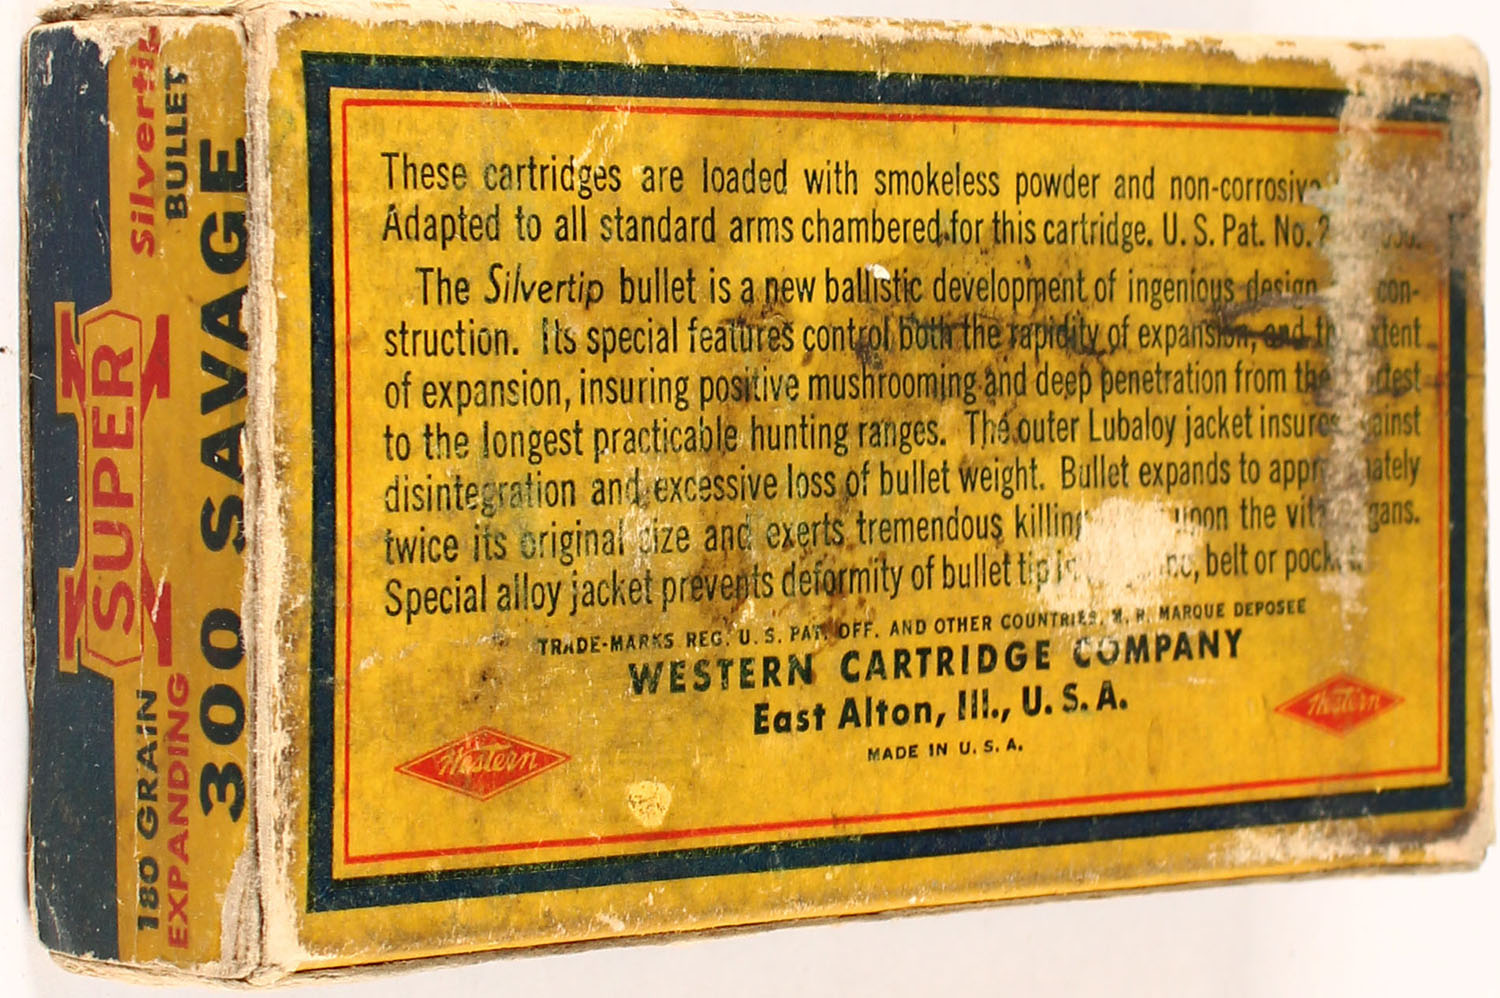 These cartridges are loaded with smokeless powder and non-corrosive
Adapted to all standard arms chambered for this cartridge. U. S. Pat. No.
The Silvertip bullet is a new ballistic development of ingenious design con-
struction. Its special features control both the rapidity of expansion, and the extent
of expansion, insuring positive mushrooming and deep penetration from the
to the longest practicable hunting ranges. The outer Lubaloy jacket insures against
disintegration and excessive loss of bullet weight. Bullet expands to approximately
twice its original size and exerts tremendous killing upon the vital organs.
Special alloy jacket prevents deformity of bullet tip in belt or pocket.
TRADE-MARKS REG. U. S. PAT. OFF. AND OTHER COUNTRIES. M. R. MARQUE DEPOSEE
WESTERN CARTRIDGE COMPANY
East Alton, Ill., U. S. A.
MADE IN U. S. A.
Western
Western
SUPER X
180 GRAIN
Silvertip
EXPANDING BULLET
300 SAVAGE